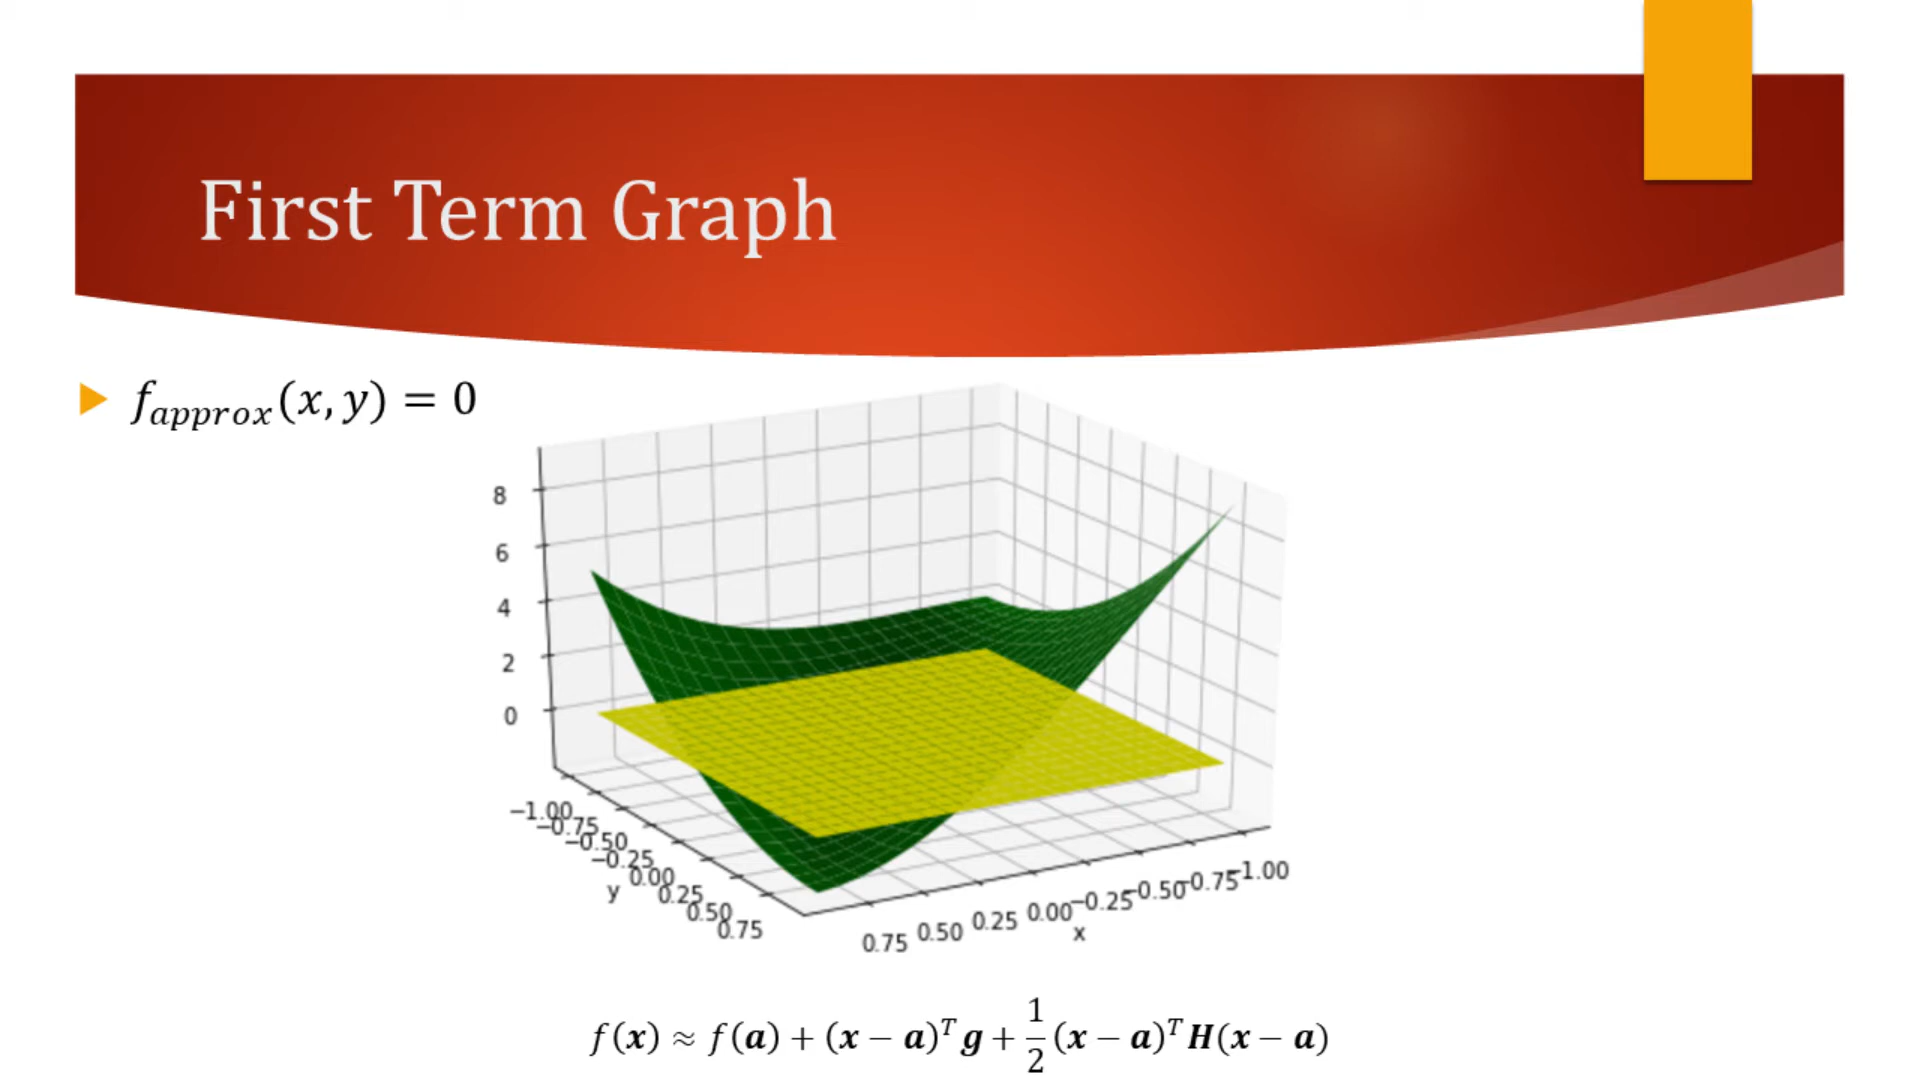 First Term Graph
f_approx(x, y) = 0
8
6
4
2
0
−1.00
−0.75
−0.50
−0.25
0.00
0.25
0.50
0.75
y
0.75 0.50 0.25 0.00 −0.25 −0.50 −0.75 −1.00
x
f(x) ≈ f(a) + (x − a)^T g + 1/2 (x − a)^T H(x − a)